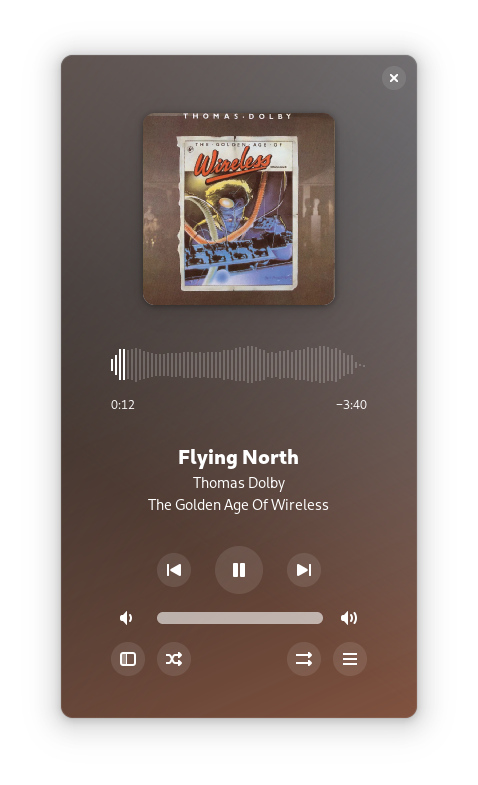 THOMAS·DOLBY
THE·GOLDEN·AGE·OF
Wireless
0:12
−3:40
Flying North
Thomas Dolby
The Golden Age Of Wireless